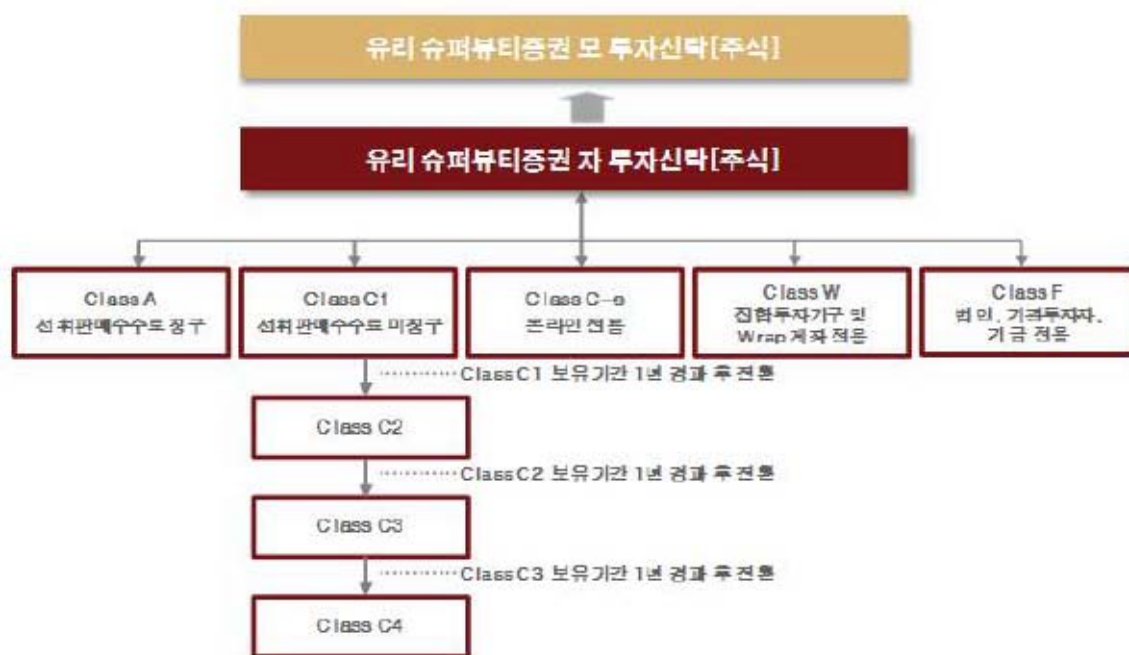 유리 슈퍼뷰티증권 모 투자신탁[주식]
유리 슈퍼뷰티증권 자 투자신탁[주식]
Class A
선취판매수수료 징구
Class C1
선취판매수수료 미징구
Class C-e
온라인 전용
Class W
집합투자기구 및
Wrap 계좌 전용
Class F
법인, 기관투자자,
기금 전용
Class C1 보유기간 1년 경과 후 전환
Class C2
Class C2 보유기간 1년 경과 후 전환
Class C3
Class C3 보유기간 1년 경과 후 전환
Class C4